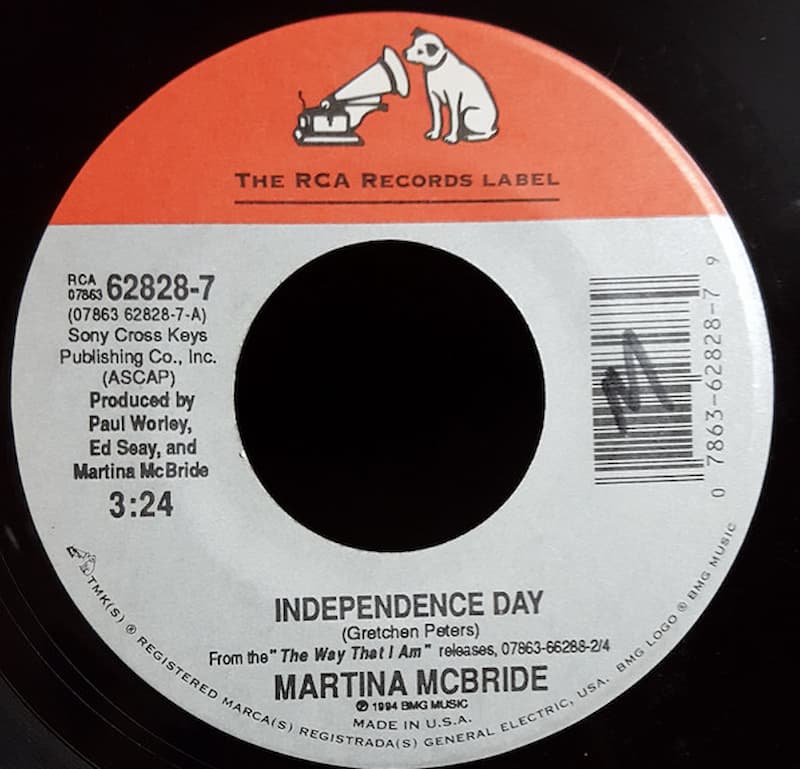 THE RCA RECORDS LABEL
RCA
07863 62828-7
(07863 62828-7-A)
Sony Cross Keys
Publishing Co., Inc.
(ASCAP)
Produced by
Paul Worley,
Ed Seay, and
Martina McBride
3:24
M
0 7863-62828-7 9
INDEPENDENCE DAY
(Gretchen Peters)
From the "The Way That I Am" releases, 07863-66288-2/4
MARTINA MCBRIDE
℗ 1994 BMG MUSIC
MADE IN U.S.A.
TMK(S) ® REGISTERED MARCA(S) REGISTRADA(S) GENERAL ELECTRIC, USA. BMG LOGO ® BMG MUSIC